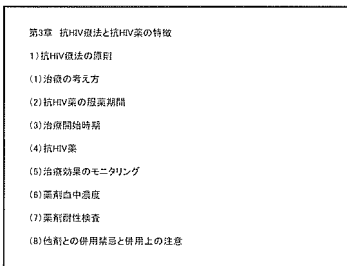 第3章 抗HIV療法と抗HIV薬の特徴
1)抗HIV療法の原則
(1)治療の考え方
(2)抗HIV薬の服薬期間
(3)治療開始時期
(4)抗HIV薬
(5)治療効果のモニタリング
(6)薬剤血中濃度
(7)薬剤耐性検査
(8)他剤との併用禁忌と併用上の注意